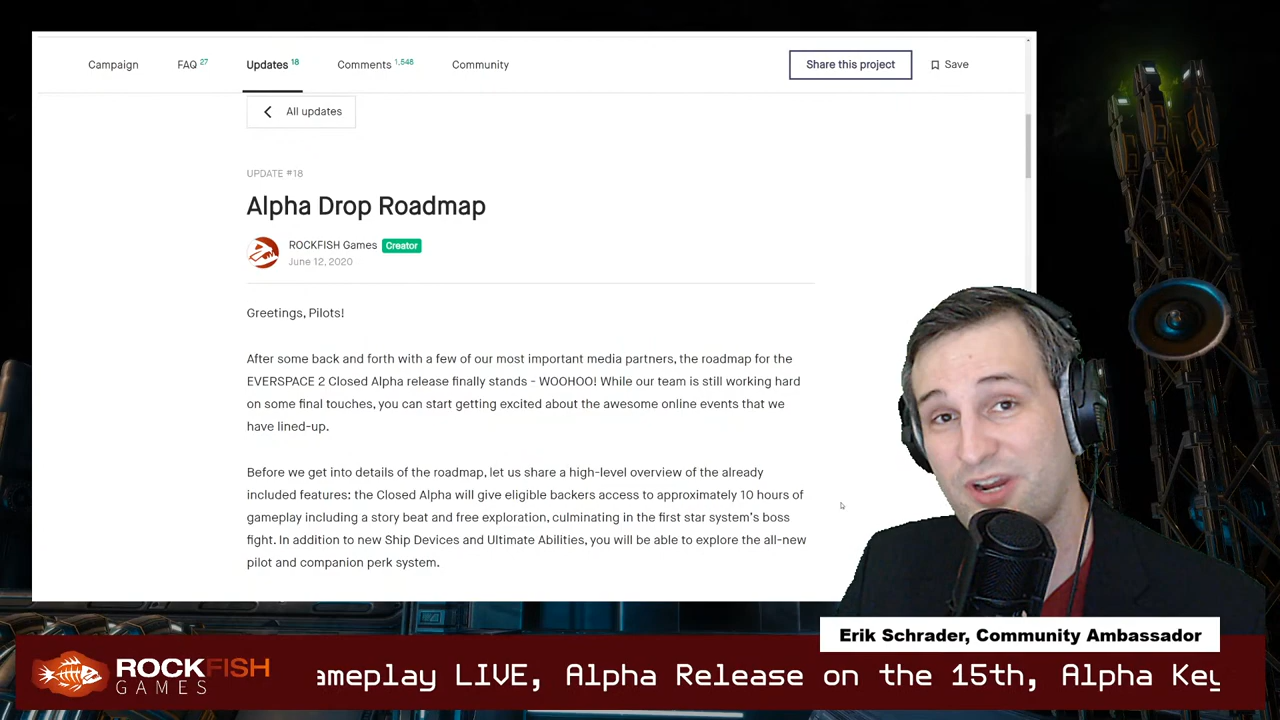 Campaign FAQ 27 Updates 18 Comments 1,548 Community Share this project Save
All updates
UPDATE #18
Alpha Drop Roadmap
ROCKFISH Games Creator
June 12, 2020
Greetings, Pilots!
After some back and forth with a few of our most important media partners, the roadmap for the
EVERSPACE 2 Closed Alpha release finally stands - WOOHOO! While our team is still working hard
on some final touches, you can start getting excited about the awesome online events that we
have lined-up.
Before we get into details of the roadmap, let us share a high-level overview of the already
included features: the Closed Alpha will give eligible backers access to approximately 10 hours of
gameplay including a story beat and free exploration, culminating in the first star system's boss
fight. In addition to new Ship Devices and Ultimate Abilities, you will be able to explore the all-new
pilot and companion perk system.
Erik Schrader, Community Ambassador
ROCKFISH
GAMES
ameplay LIVE, Alpha Release on the 15th, Alpha Key